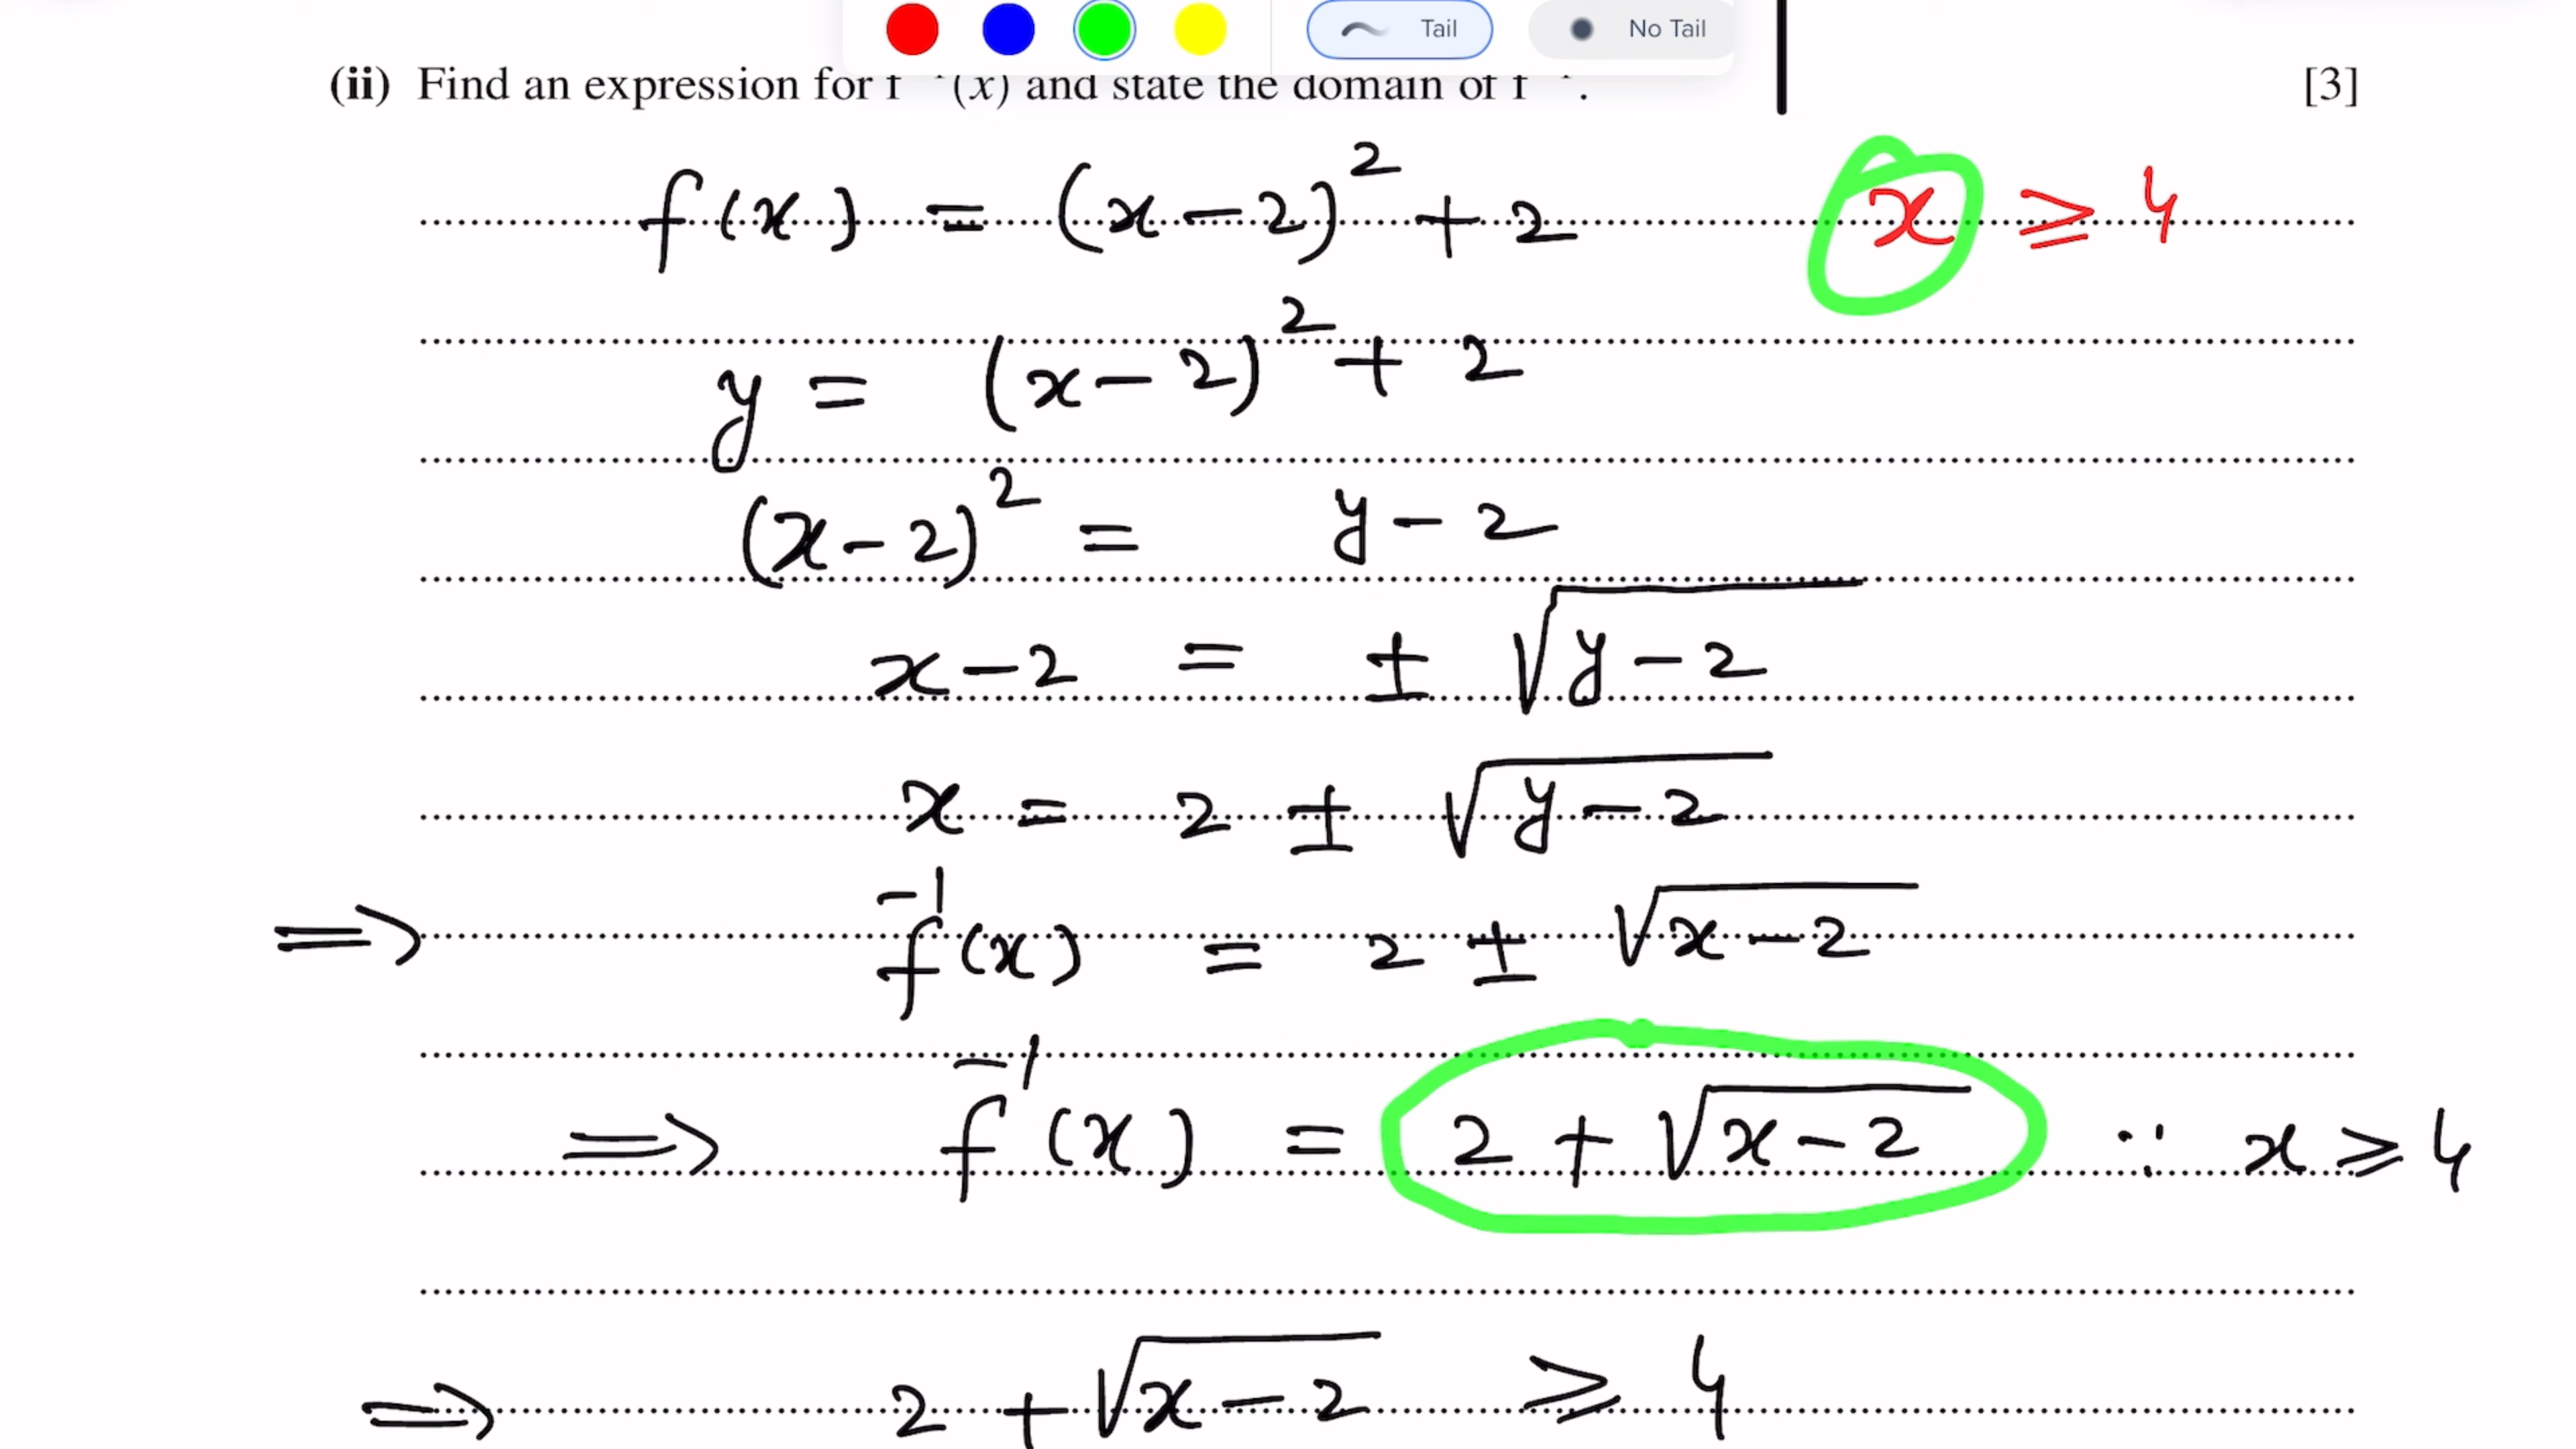 Tail
No Tail
(ii) Find an expression for f⁻¹(x) and state the domain of f⁻¹. [3]
f(x) = (x-2)² + 2 x ≥ 4
y = (x-2)² + 2
(x-2)² = y-2
x-2 = ± √(y-2)
x = 2 ± √(y-2)
⇒ f⁻¹(x) = 2 ± √(x-2)
⇒ f⁻¹(x) = 2 + √(x-2) ∵ x ≥ 4
⇒ 2 + √(x-2) ≥ 4